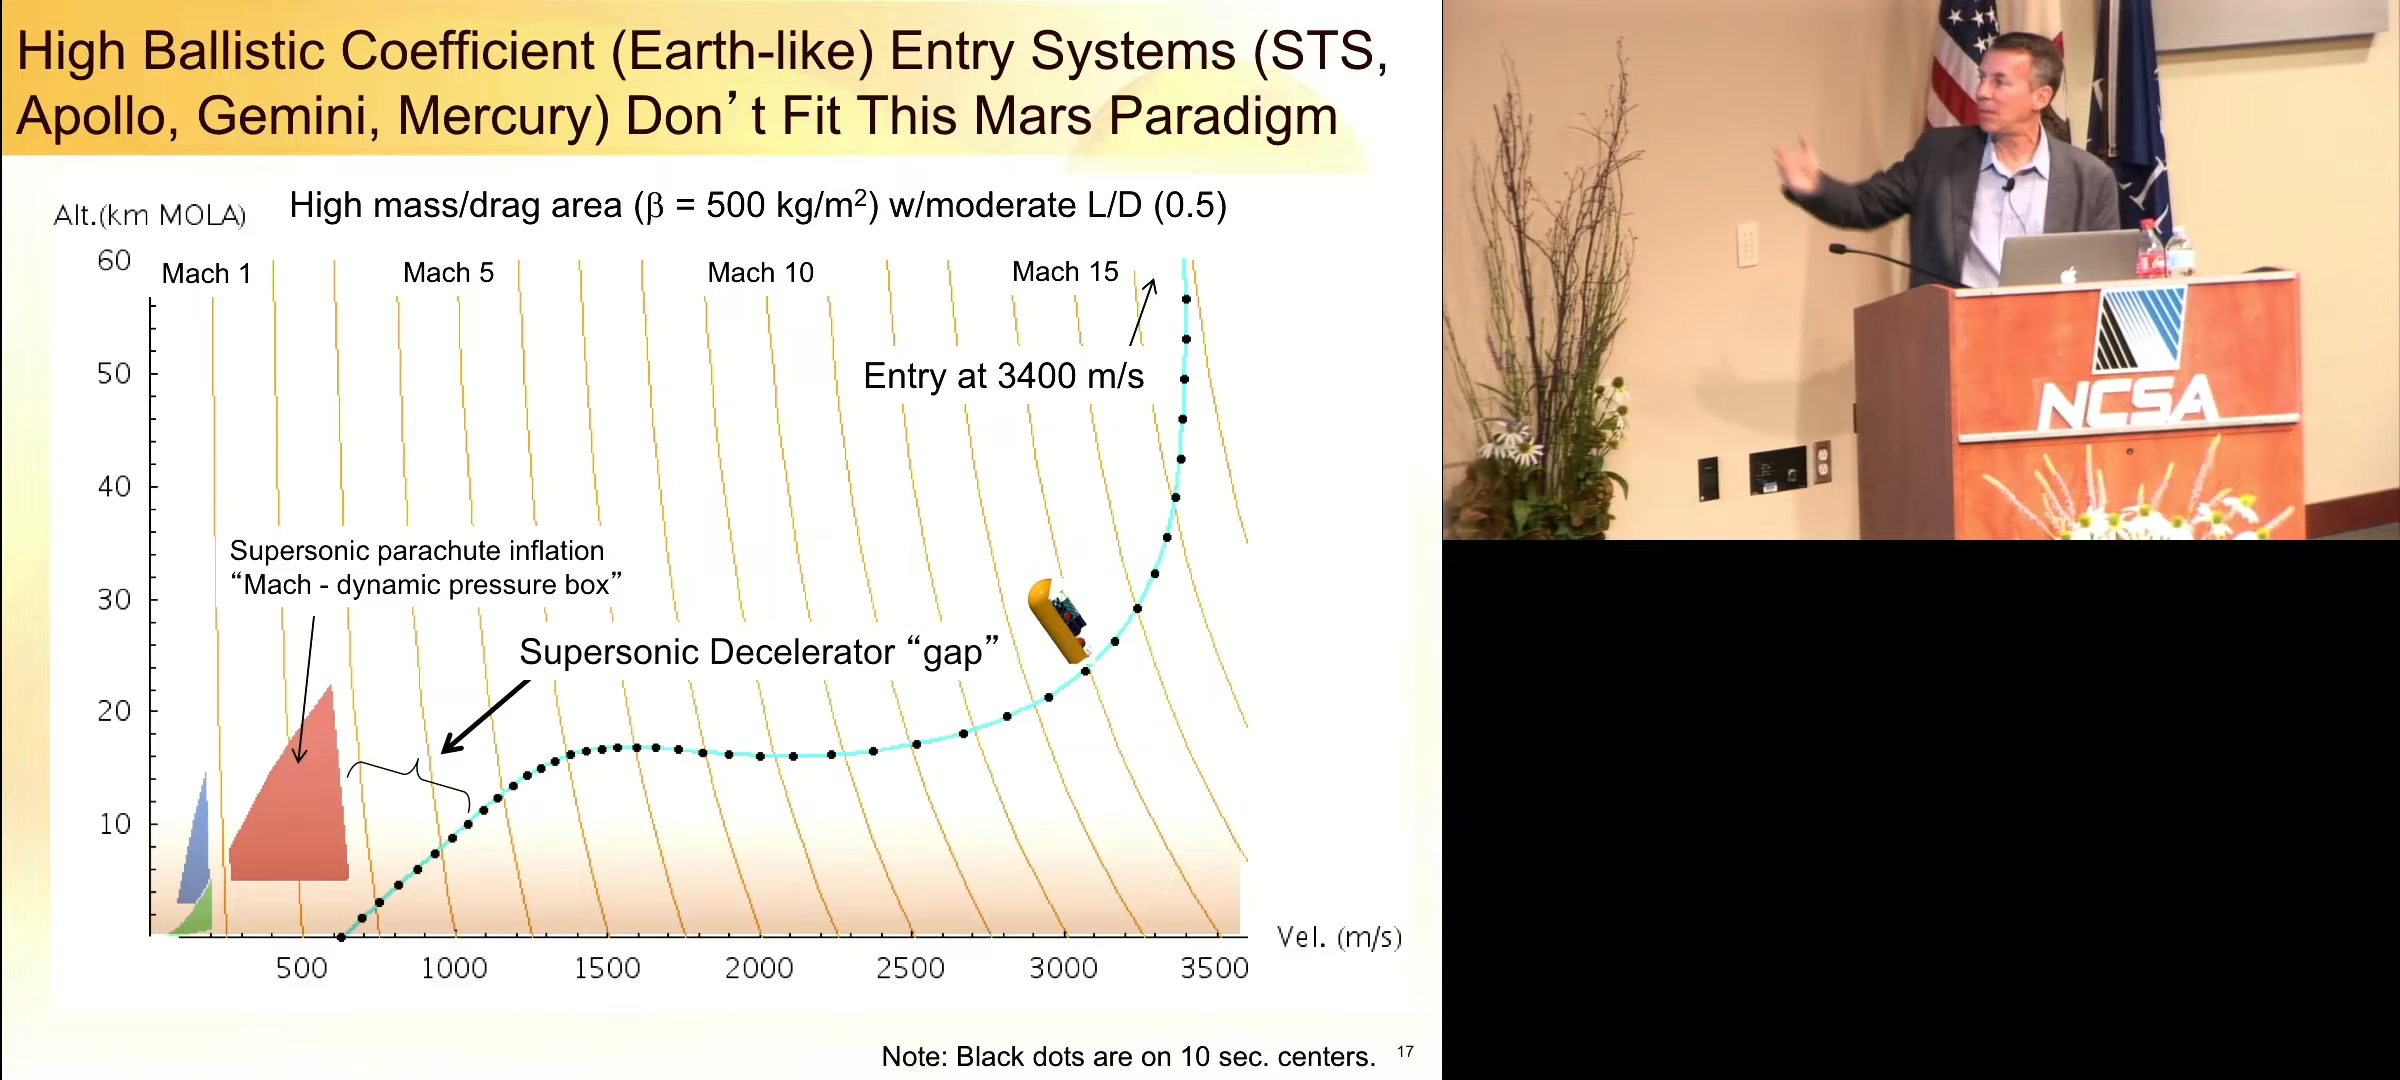 High Ballistic Coefficient (Earth-like) Entry Systems (STS,
Apollo, Gemini, Mercury) Don’t Fit This Mars Paradigm
High mass/drag area (β = 500 kg/m²) w/moderate L/D (0.5)
Alt.(km MOLA)
60
50
40
30
20
10
Mach 1
Mach 5
Mach 10
Mach 15
Entry at 3400 m/s
Supersonic parachute inflation
“Mach - dynamic pressure box”
Supersonic Decelerator “gap”
Vel. (m/s)
500
1000
1500
2000
2500
3000
3500
Note: Black dots are on 10 sec. centers.
17
NCSA